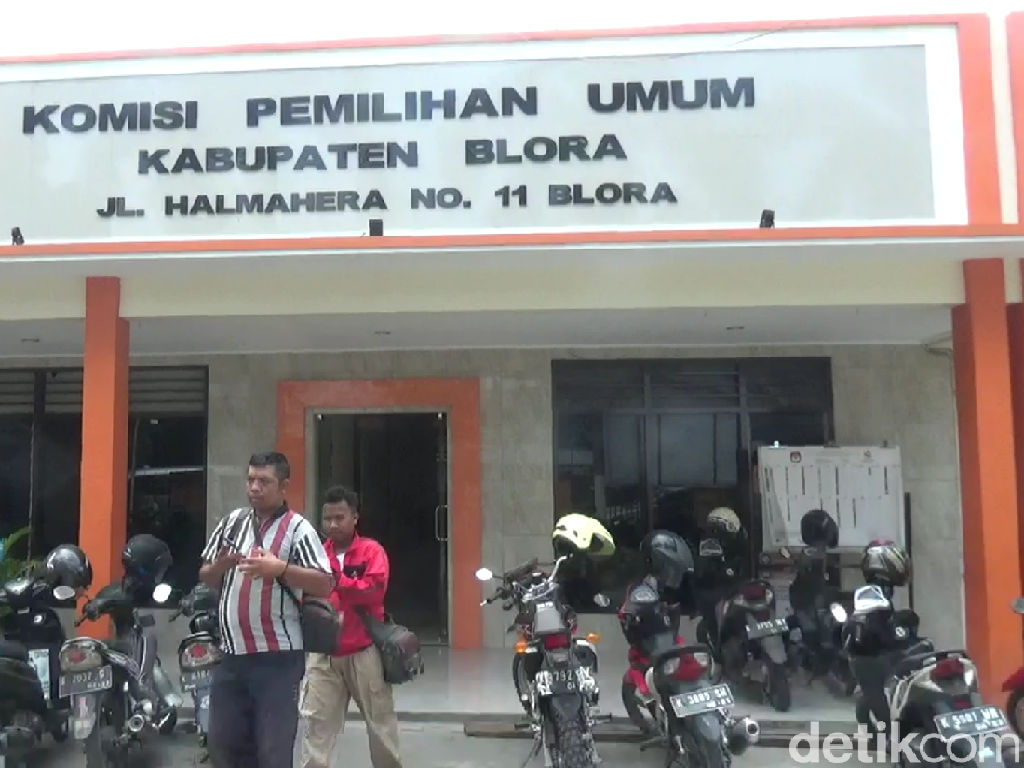 KOMISI PEMILIHAN UMUM
KABUPATEN BLORA
JL. HALMAHERA NO. 11 BLORA
detikcom